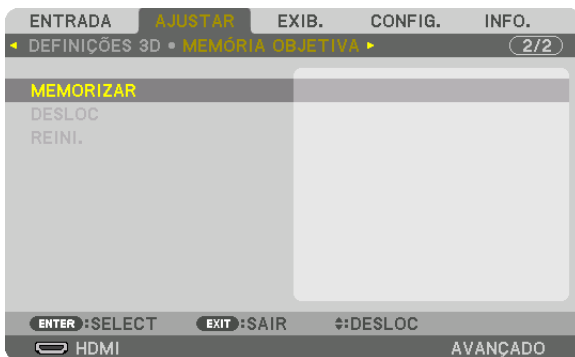 ENTRADA AJUSTAR EXIB. CONFIG. INFO.
DEFINIÇÕES 3D • MEMÓRIA OBJETIVA 2/2
MEMORIZAR
DESLOC
REINI.
ENTER :SELECT EXIT :SAIR :DESLOC
HDMI AVANÇADO